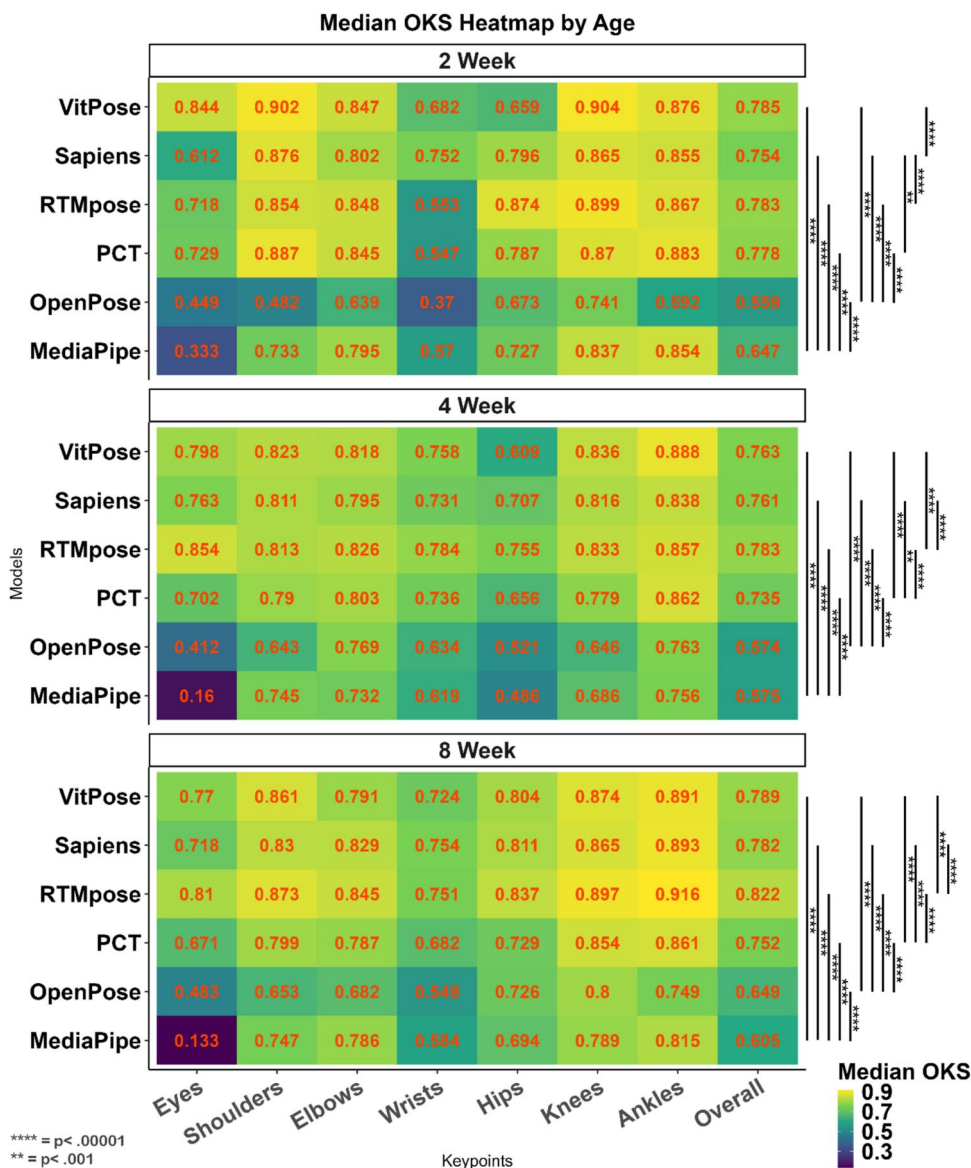 Median OKS Heatmap by Age
2 Week
VitPose 0.844 0.902 0.847 0.682 0.659 0.904 0.876 0.785
Sapiens 0.612 0.876 0.802 0.752 0.796 0.865 0.855 0.754
RTMpose 0.718 0.854 0.848 0.553 0.874 0.899 0.867 0.783
PCT 0.729 0.887 0.845 0.547 0.787 0.87 0.883 0.778
OpenPose 0.449 0.482 0.639 0.37 0.673 0.741 0.592 0.559
MediaPipe 0.333 0.733 0.795 0.57 0.727 0.837 0.854 0.647
4 Week
VitPose 0.798 0.823 0.818 0.758 0.609 0.836 0.888 0.763
Sapiens 0.763 0.811 0.795 0.731 0.707 0.816 0.838 0.761
RTMpose 0.854 0.813 0.826 0.784 0.755 0.833 0.857 0.783
PCT 0.702 0.79 0.803 0.736 0.656 0.779 0.862 0.735
OpenPose 0.412 0.643 0.769 0.634 0.521 0.646 0.763 0.574
MediaPipe 0.16 0.745 0.732 0.619 0.486 0.686 0.756 0.575
8 Week
VitPose 0.77 0.861 0.791 0.724 0.804 0.874 0.891 0.789
Sapiens 0.718 0.83 0.829 0.754 0.811 0.865 0.893 0.782
RTMpose 0.81 0.873 0.845 0.751 0.837 0.897 0.916 0.822
PCT 0.671 0.799 0.787 0.682 0.729 0.854 0.861 0.752
OpenPose 0.483 0.653 0.682 0.549 0.726 0.8 0.749 0.649
MediaPipe 0.133 0.747 0.786 0.584 0.694 0.789 0.815 0.605
Models
Eyes Shoulders Elbows Wrists Hips Knees Ankles Overall
Keypoints
Median OKS
0.9
0.7
0.5
0.3
**** = p< .00001
** = p< .001